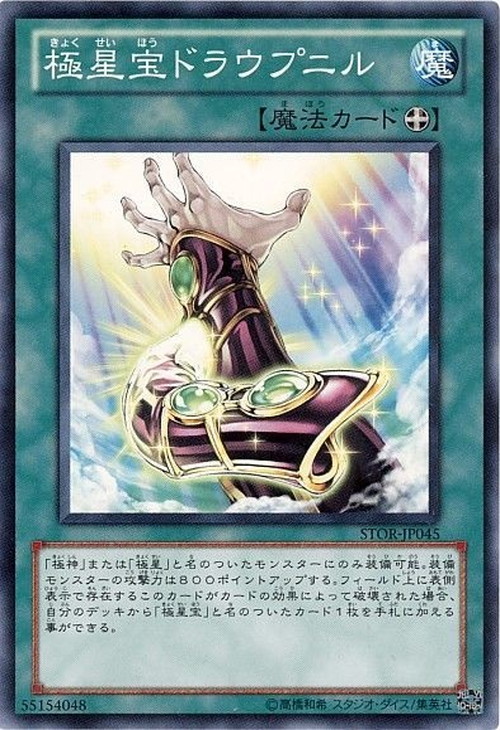 きょくせいほう
極星宝ドラウプニル
魔
まほう
【魔法カード】
STOR-JP045
「極神」または「極星」と名のついたモンスターにのみ装備可能。装備
モンスターの攻撃力は800ポイントアップする。フィールド上に表側
表示で存在するこのカードがカードの効果によって破壊された場合、
自分のデッキから「極星宝」と名のついたカード1枚を手札に加える
事ができる。
55154048
©高橋和希 スタジオ・ダイス/集英社